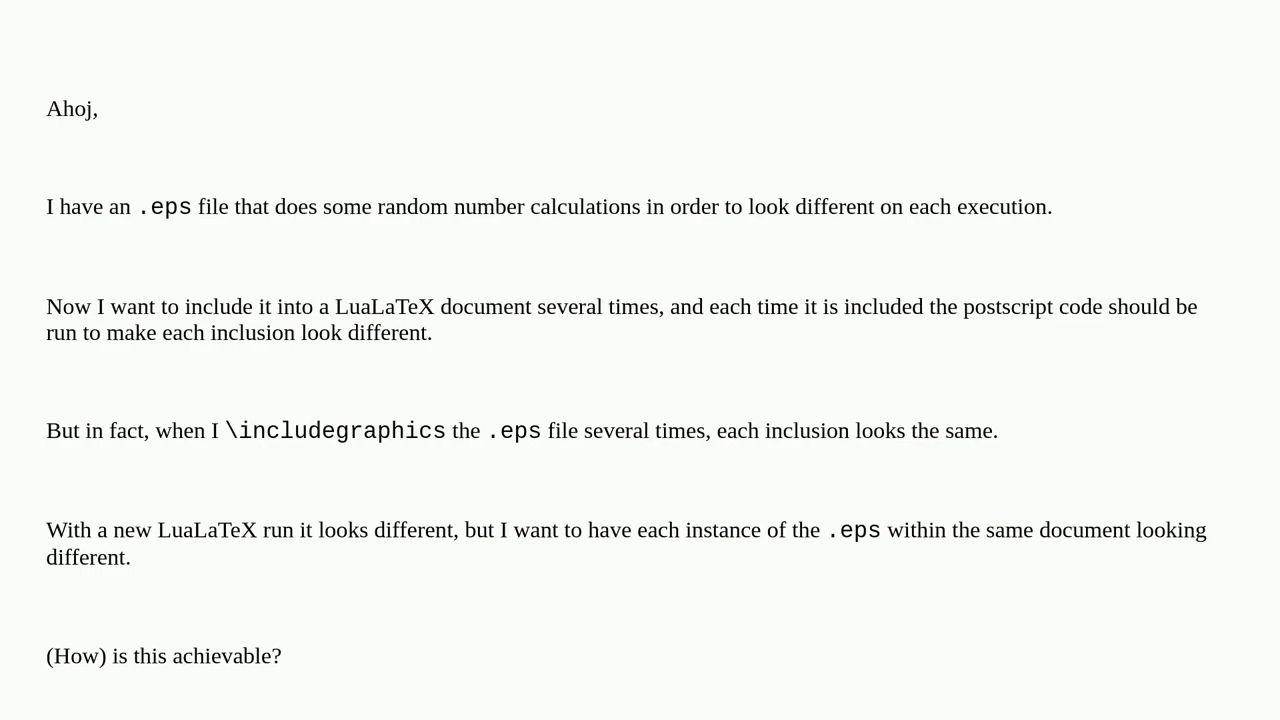 Ahoj,
I have an .eps file that does some random number calculations in order to look different on each execution.
Now I want to include it into a LuaLaTeX document several times, and each time it is included the postscript code should be
run to make each inclusion look different.
But in fact, when I \includegraphics the .eps file several times, each inclusion looks the same.
With a new LuaLaTeX run it looks different, but I want to have each instance of the .eps within the same document looking
different.
(How) is this achievable?